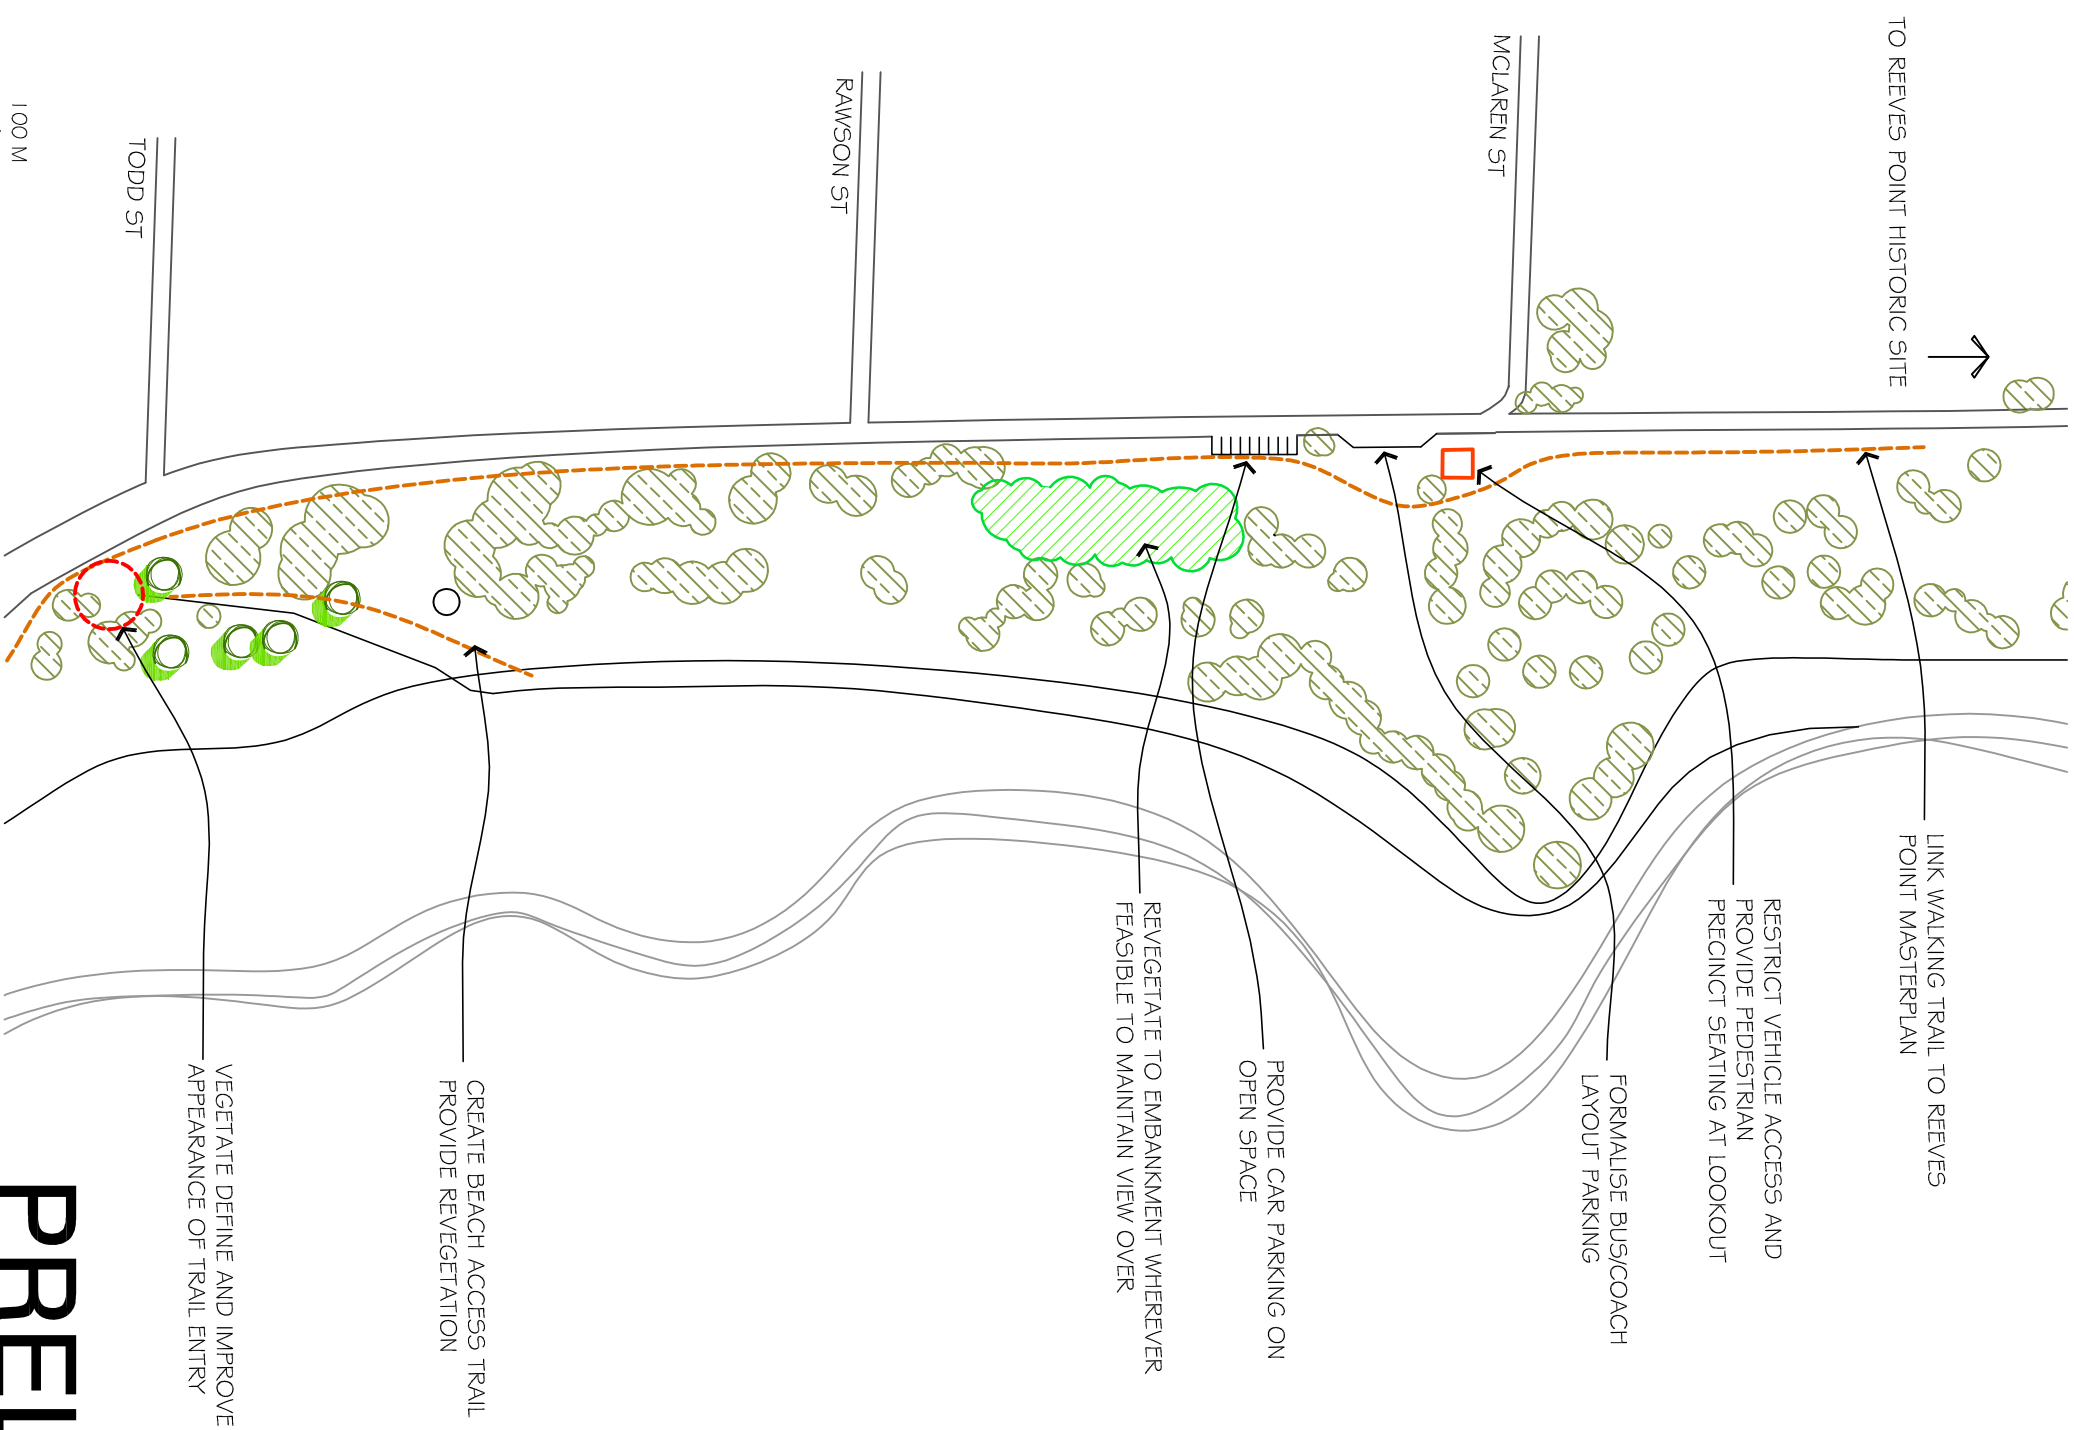 TO REEVES POINT HISTORIC SITE
MCLAREN ST
RAWSON ST
TODD ST
100 M
LINK WALKING TRAIL TO REEVES
POINT MASTERPLAN
RESTRICT VEHICLE ACCESS AND
PROVIDE PEDESTRIAN
PRECINCT SEATING AT LOOKOUT
FORMALISE BUS/COACH
LAYOUT PARKING
PROVIDE CAR PARKING ON
OPEN SPACE
REVEGETATE TO EMBANKMENT WHEREVER
FEASIBLE TO MAINTAIN VIEW OVER
CREATE BEACH ACCESS TRAIL
PROVIDE REVEGETATION
VEGETATE DEFINE AND IMPROVE
APPEARANCE OF TRAIL ENTRY
PREL